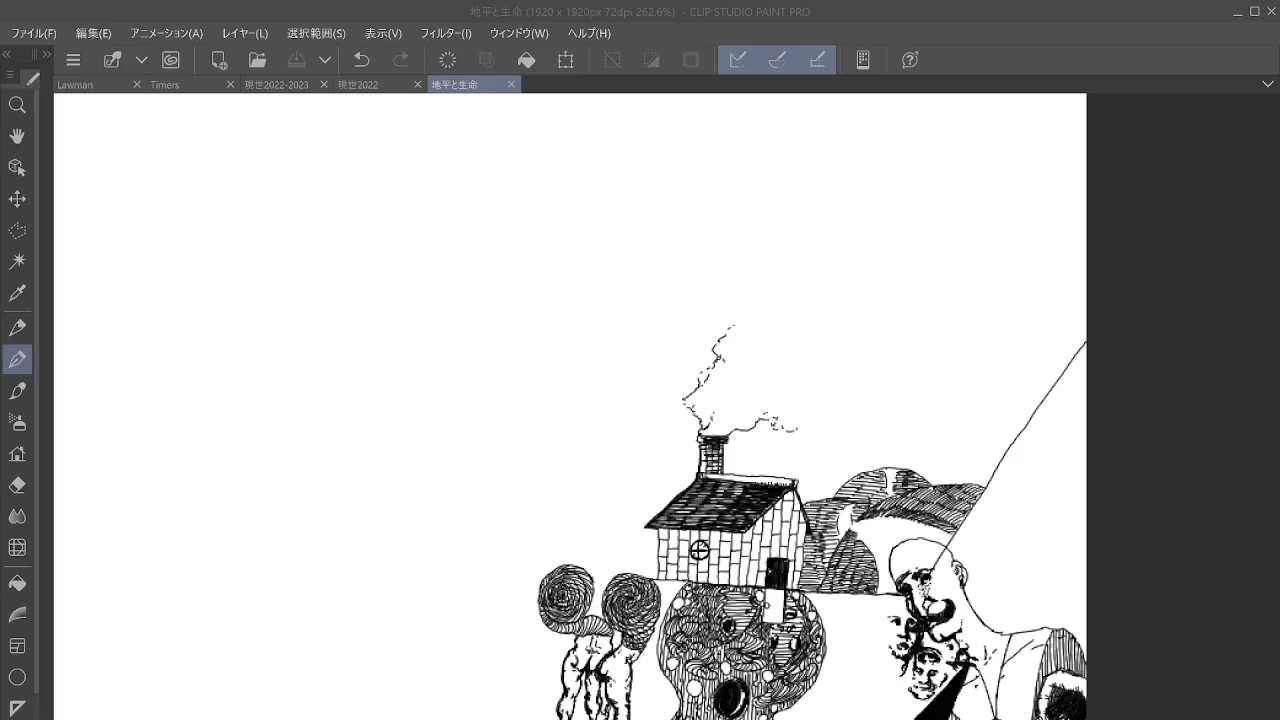 地平と生命 (1920 x 1920px 72dpi 262.6%) - CLIP STUDIO PAINT PRO
ファイル(F) 編集(E) アニメーション(A) レイヤー(L) 選択範囲(S) 表示(V) フィルター(I) ウィンドウ(W) ヘルプ(H)
Lawman Timers 現世2022-2023 現世2022 地平と生命